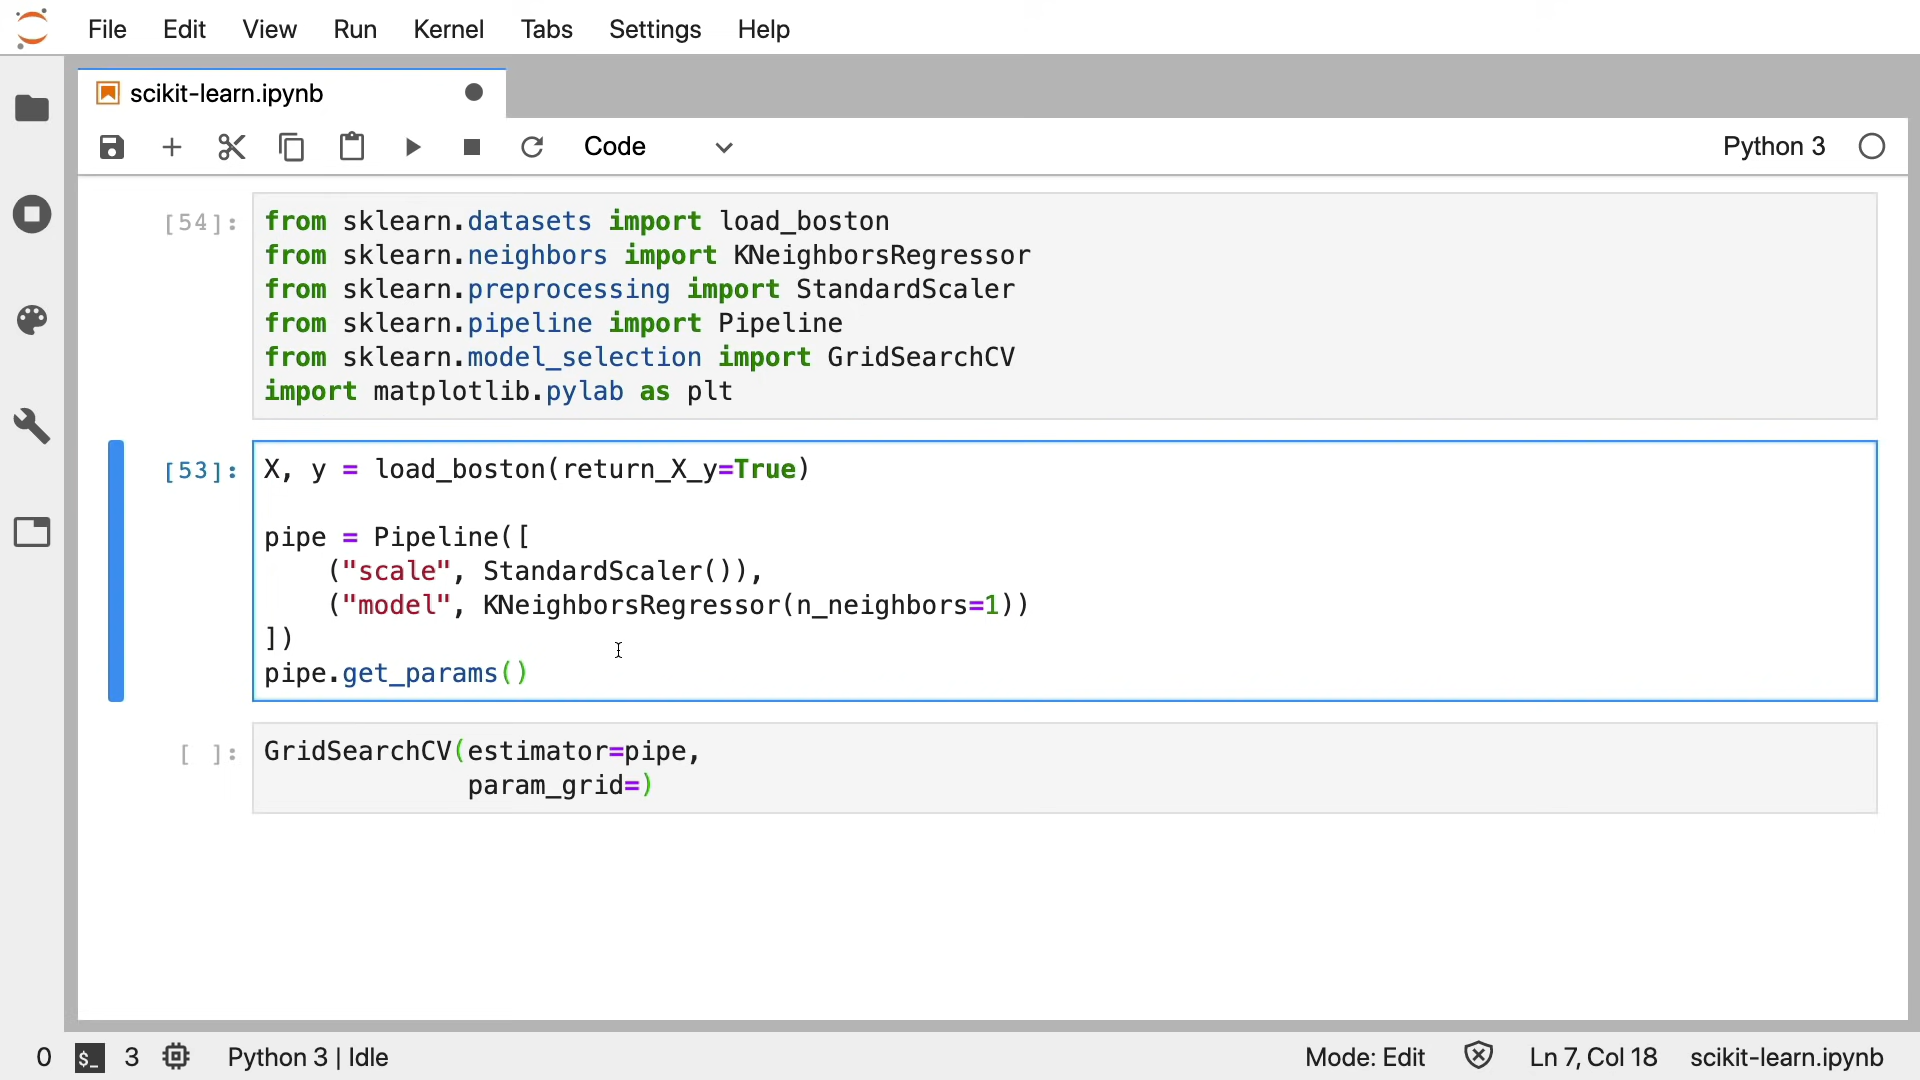 File Edit View Run Kernel Tabs Settings Help
scikit-learn.ipynb
Code
Python 3
[54]:
from sklearn.datasets import load_boston
from sklearn.neighbors import KNeighborsRegressor
from sklearn.preprocessing import StandardScaler
from sklearn.pipeline import Pipeline
from sklearn.model_selection import GridSearchCV
import matplotlib.pylab as plt
[53]:
X, y = load_boston(return_X_y=True)
pipe = Pipeline([
    ("scale", StandardScaler()),
    ("model", KNeighborsRegressor(n_neighbors=1))
])
pipe.get_params()
[ ]:
GridSearchCV(estimator=pipe,
             param_grid=)
0 $_ 3 Python 3 | Idle Mode: Edit Ln 7, Col 18 scikit-learn.ipynb